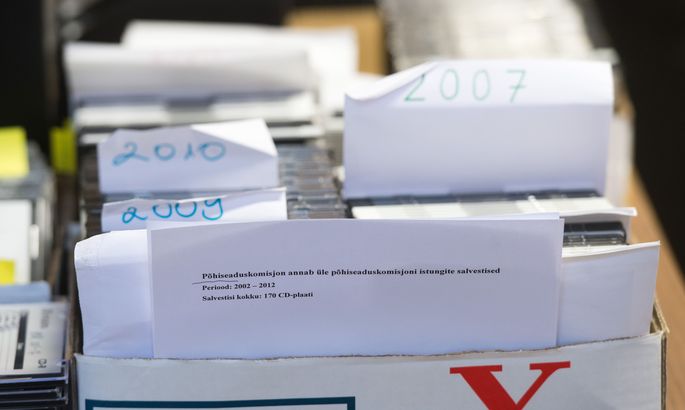 2007
2010
2009
Põhiseaduskomisjon annab üle põhiseaduskomisjoni istungite salvestised
Periood: 2002 – 2012
Salvestisi kokku: 170 CD-plaati
X